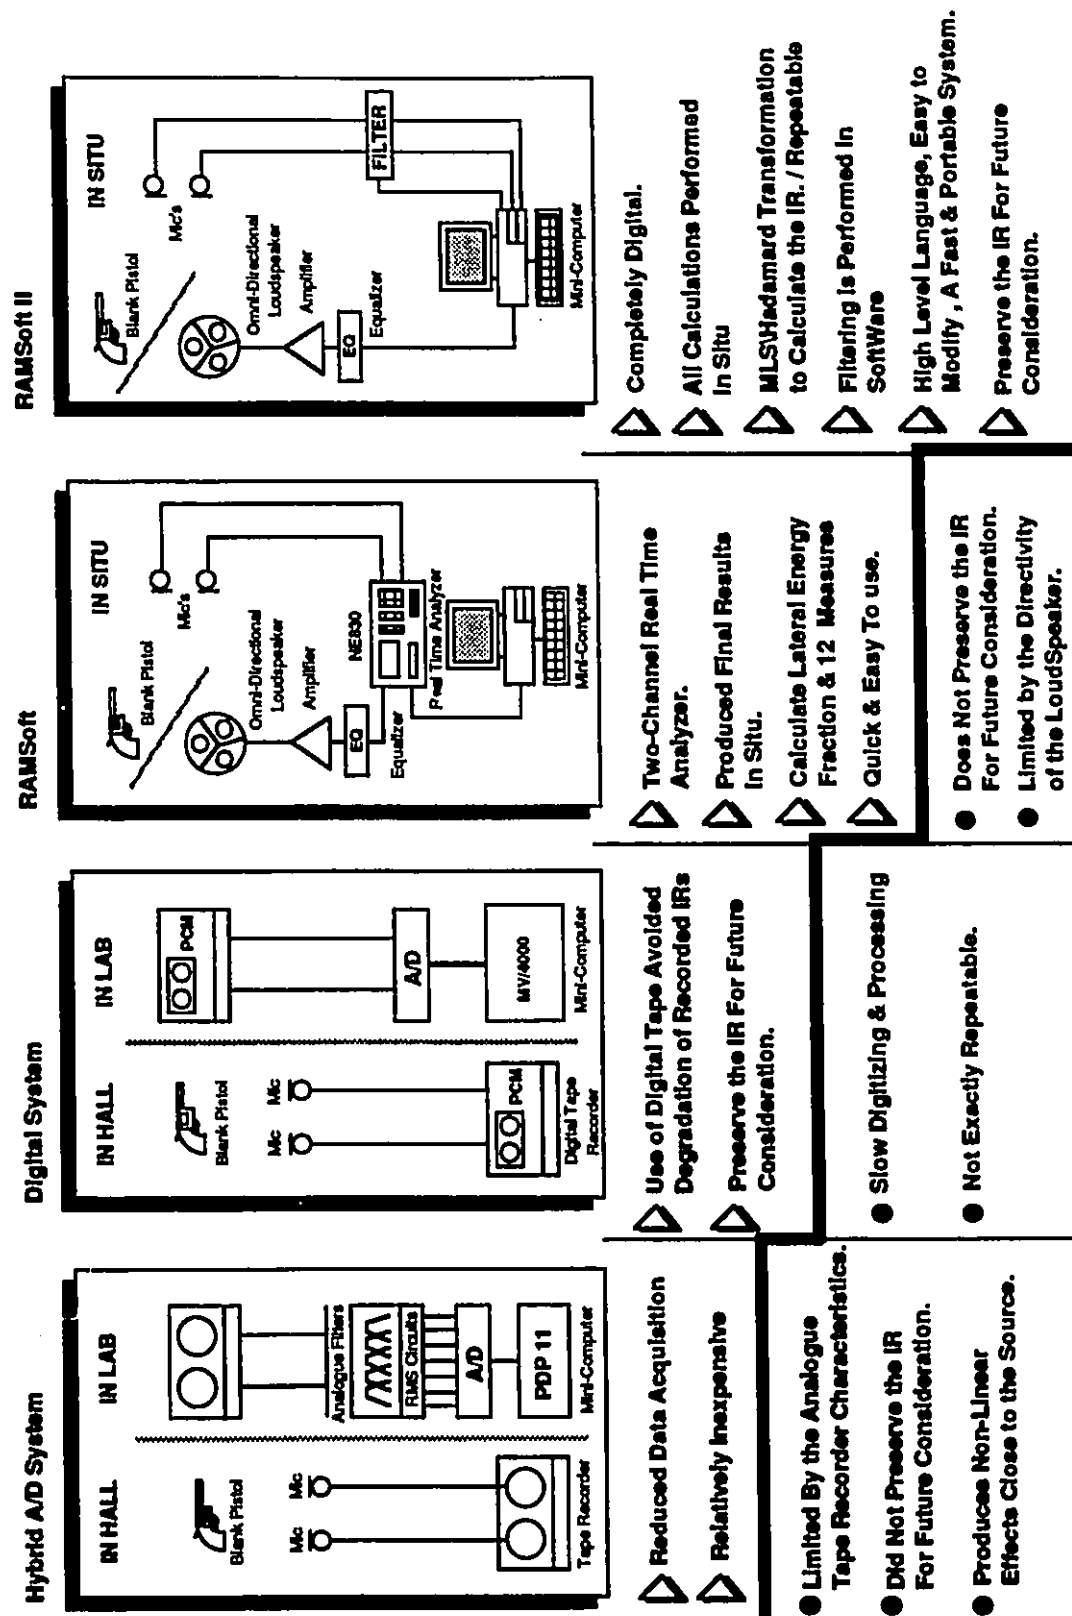 Hybrid A/D System
IN HALL
IN LAB
Blank Pistol
Mic
Mic
Tape Recorder
Analogue Filters
RMS Circuits
A/D
PDP 11
Mini-Computer
Reduced Data Acquisition
Relatively Inexpensive
Limited By the Analogue
Tape Recorder Characteristics.
Did Not Preserve the IR
For Future Consideration.
Produces Non-Linear
Effects Close to the Source.
Digital System
IN HALL
IN LAB
Blank Pistol
Mic
Mic
PCM
Digital Tape
Recorder
PCM
A/D
MV/4000
Mini-Computer
Use of Digital Tape Avoided
Degradation of Recorded IRs
Preserve the IR For Future
Consideration.
Slow Digitizing & Processing
Not Exactly Repeatable.
RAMSoft
IN SITU
Blank Pistol
Mic's
Omni-Directional
Loudspeaker
Amplifier
EQ
Equalizer
NE830
Real Time Analyzer
Mini-Computer
Two-Channel Real Time
Analyzer.
Produced Final Results
In Situ.
Calculate Lateral Energy
Fraction & 12 Measures
Quick & Easy To use.
Does Not Preserve the IR
For Future Consideration.
Limited by the Directivity
of the LoudSpeaker.
RAMSoft II
IN SITU
Blank Pistol
Mic's
Omni-Directional
Loudspeaker
Amplifier
EQ
Equalizer
FILTER
Mini-Computer
Completely Digital.
All Calculations Performed
In Situ
MLS\Hadamard Transformation
to Calculate the IR. / Repeatable
Filtering is Performed in
SoftWare
High Level Language, Easy to
Modify , A Fast & Portable System.
Preserve the IR For Future
Consideration.